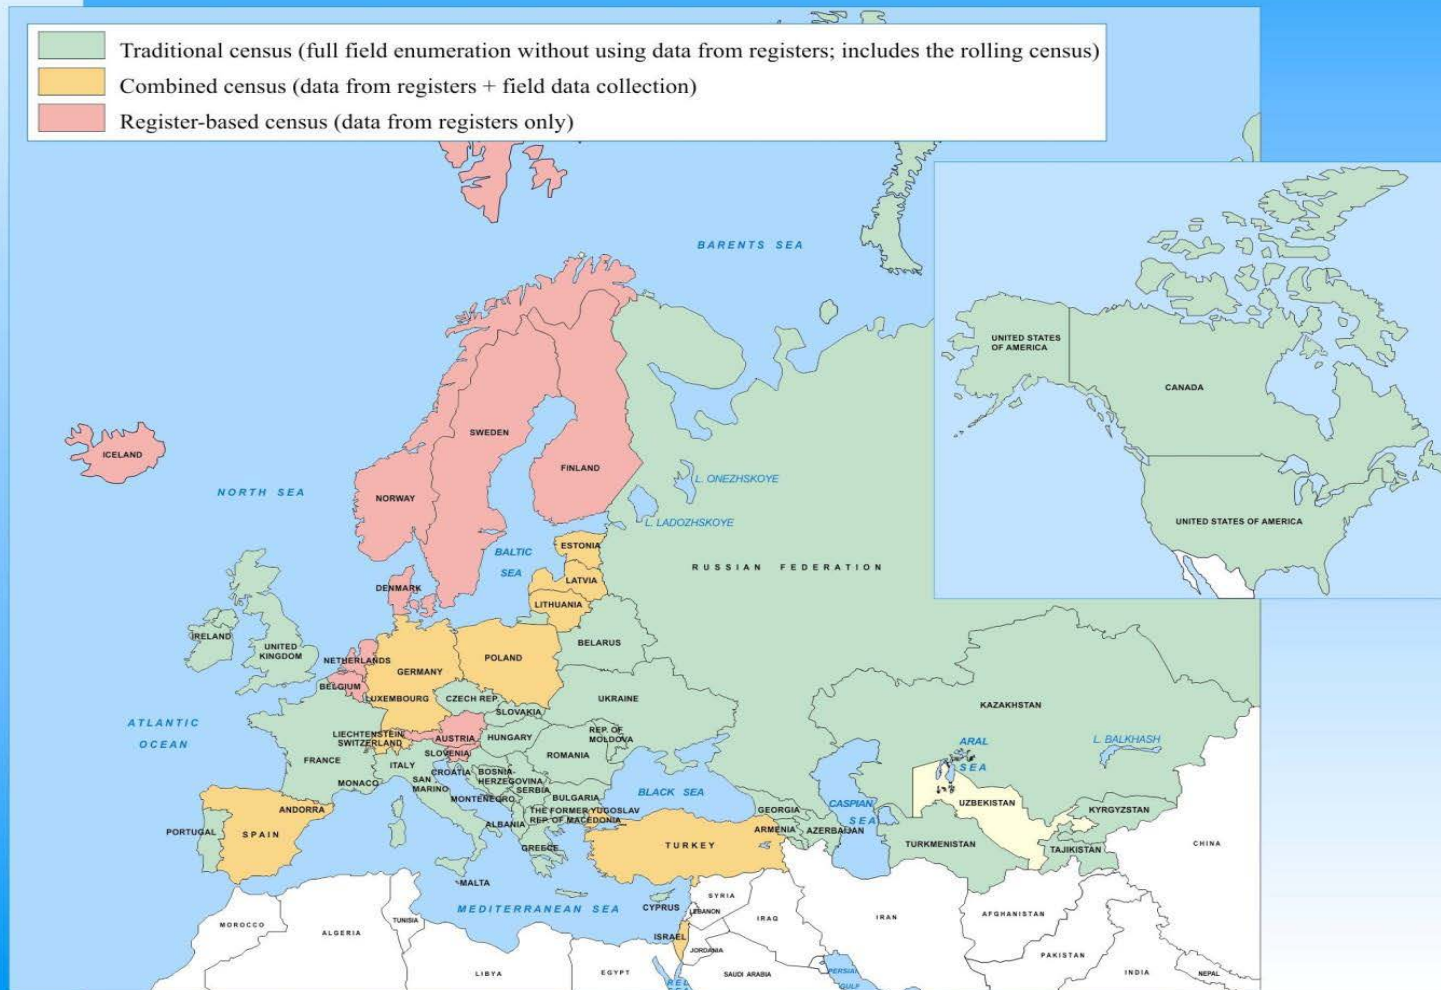 Traditional census (full field enumeration without using data from registers; includes the rolling census)
Combined census (data from registers + field data collection)
Register-based census (data from registers only)
BARENTS SEA
UNITED STATES
OF AMERICA
CANADA
UNITED STATES OF AMERICA
ICELAND
SWEDEN
FINLAND
NORWAY
NORTH SEA
L. ONEZHSKOYE
L. LADOZHSKOYE
BALTIC
SEA
ESTONIA
LATVIA
LITHUANIA
RUSSIAN FEDERATION
DENMARK
IRELAND
UNITED
KINGDOM
NETHERLANDS
BELGIUM
GERMANY
LUXEMBOURG
POLAND
BELARUS
CZECH REP.
SLOVAKIA
UKRAINE
KAZAKHSTAN
ATLANTIC
OCEAN
LIECHTENSTEIN
SWITZERLAND
AUSTRIA
HUNGARY
REP. OF
MOLDOVA
SLOVENIA
ROMANIA
FRANCE
ITALY
CROATIA
BOSNIA-
HERZEGOVINA
SERBIA
MONACO
SAN
MARINO
MONTENEGRO
BULGARIA
BLACK SEA
ARAL
SEA
L. BALKHASH
UZBEKISTAN
KYRGYZSTAN
ANDORRA
THE FORMER YUGOSLAV
REP. OF MACEDONIA
ALBANIA
GEORGIA
CASPIAN
SEA
ARMENIA
AZERBAIJAN
PORTUGAL
SPAIN
GREECE
TURKEY
TURKMENISTAN
TAJIKISTAN
CHINA
MALTA
MEDITERRANEAN SEA
CYPRUS
SYRIA
LEBANON
IRAQ
IRAN
AFGHANISTAN
MOROCCO
ALGERIA
TUNISIA
ISRAEL
JORDANIA
PAKISTAN
LIBYA
EGYPT
SAUDI ARABIA
PERSIAN
GULF
INDIA
NEPAL